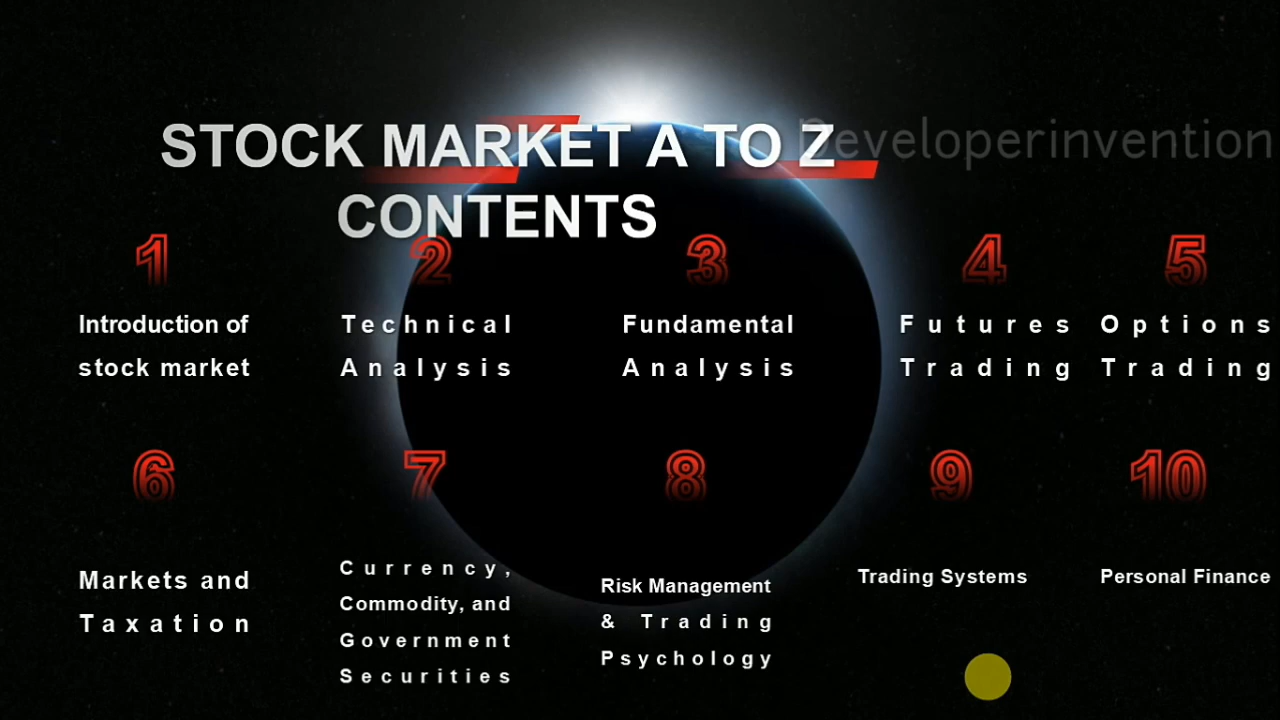 STOCK MARKET A TO Z
Developerinvention
CONTENTS
1
2
3
4
5
Introduction of
stock market
Technical
Analysis
Fundamental
Analysis
Futures
Trading
Options
Trading
6
7
8
9
10
Markets and
Taxation
Currency,
Commodity, and
Government
Securities
Risk Management
& Trading
Psychology
Trading Systems
Personal Finance